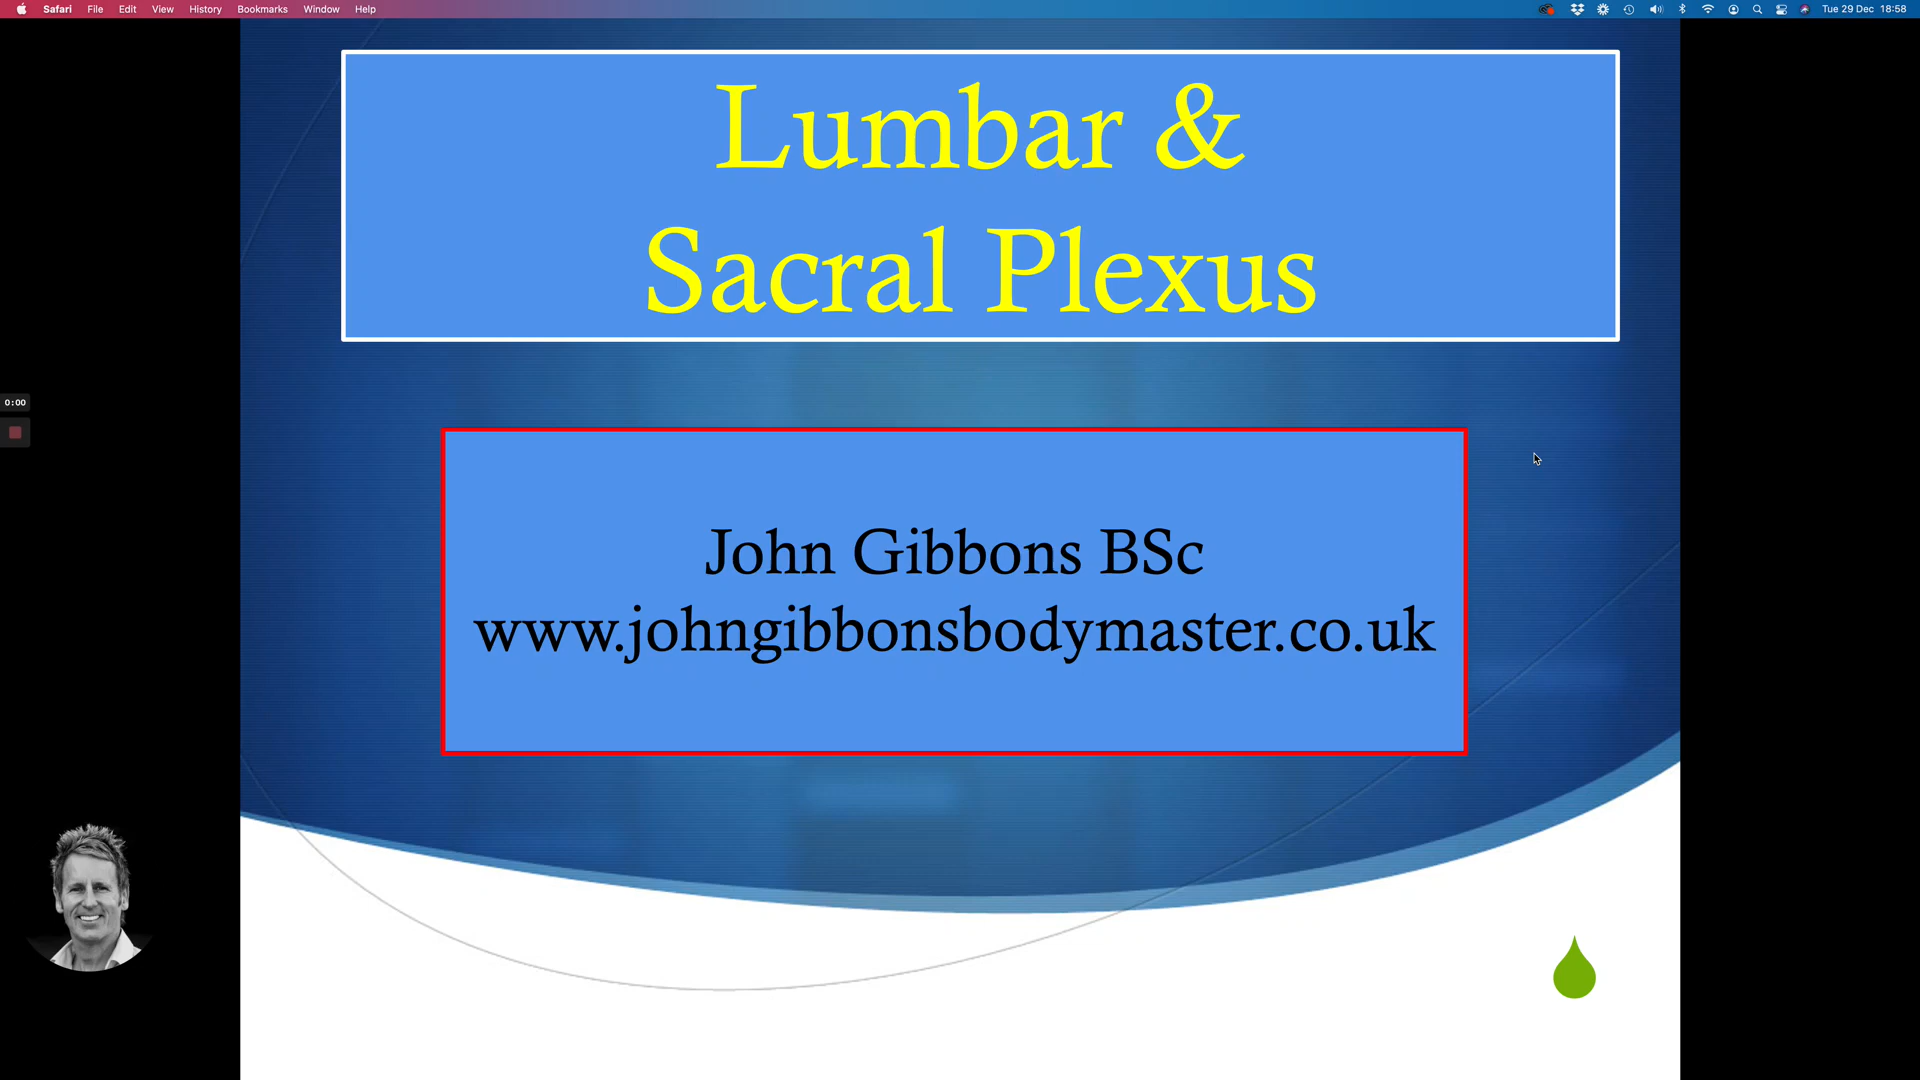 Safari File Edit View History Bookmarks Window Help Tue 29 Dec 18:58
Lumbar &
Sacral Plexus
0:00
John Gibbons BSc
www.johngibbonsbodymaster.co.uk